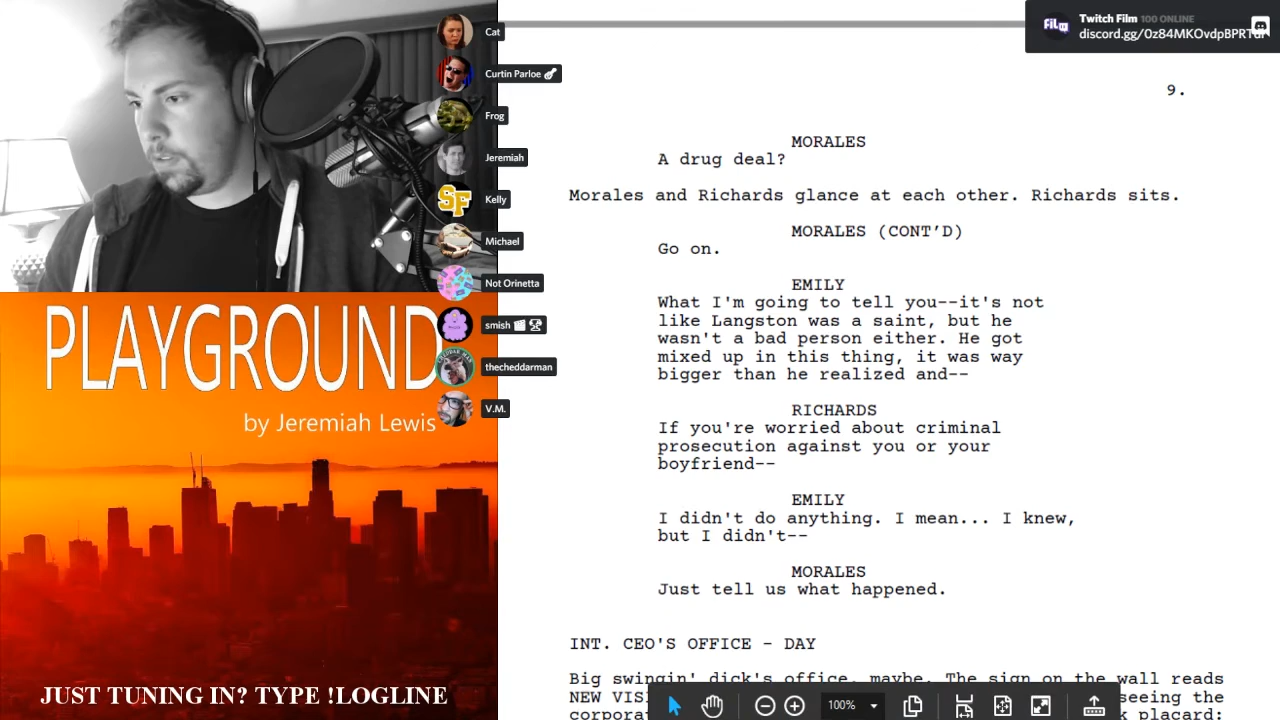 Cat
Curtin Parloe
Frog
Jeremiah
Kelly
Michael
Not Orinetta
smish
thecheddarman
V.M.
SF
PLAYGROUND
by Jeremiah Lewis
JUST TUNING IN? TYPE !LOGLINE
Film
Twitch Film 100 ONLINE
discord.gg/0z84MKOvdpBPRTdr
9.
MORALES
A drug deal?
Morales and Richards glance at each other. Richards sits.
MORALES (CONT'D)
Go on.
EMILY
What I'm going to tell you--it's not
like Langston was a saint, but he
wasn't a bad person either. He got
mixed up in this thing, it was way
bigger than he realized and--
RICHARDS
If you're worried about criminal
prosecution against you or your
boyfriend--
EMILY
I didn't do anything. I mean... I knew,
but I didn't--
MORALES
Just tell us what happened.
INT. CEO'S OFFICE - DAY
Big swingin' dick's office, maybe. The sign on the wall reads
NEW seeing the
placard:
100%